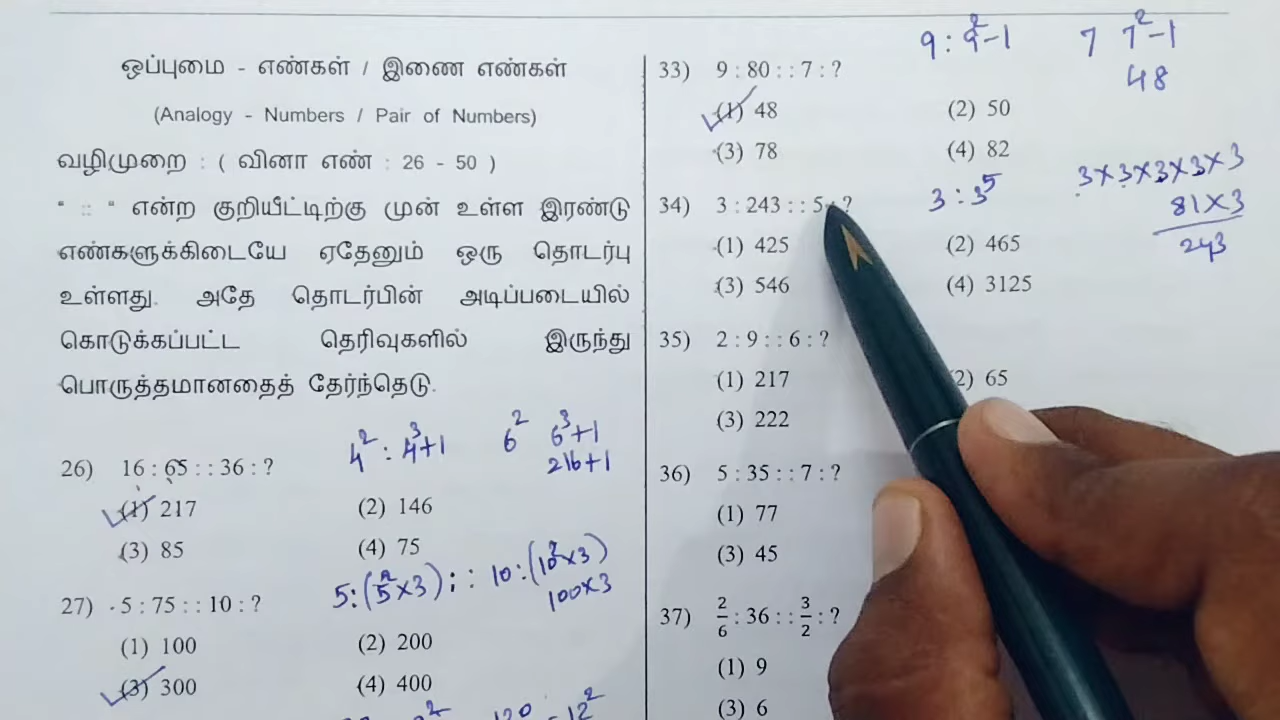 ஒப்புமை - எண்கள் / இணை எண்கள்
(Analogy - Numbers / Pair of Numbers)
வழிமுறை : ( வினா எண் : 26 - 50 )
" :: " என்ற குறியீட்டிற்கு முன் உள்ள இரண்டு
எண்களுக்கிடையே ஏதேனும் ஒரு தொடர்பு
உள்ளது. அதே தொடர்பின் அடிப்படையில்
கொடுக்கப்பட்ட தெரிவுகளில் இருந்து
பொருத்தமானதைத் தேர்ந்தெடு.
4² : 4³+1 6² 6³+1
216+1
26) 16 : 65 : : 36 : ?
(1) 217 (2) 146
(3) 85 (4) 75
5:(5²×3) :: 10:(10²×3)
100×3
27) 5 : 75 : : 10 : ?
(1) 100 (2) 200
(3) 300 (4) 400
120 12²
9 : 9²-1 7 7²-1
48
33) 9 : 80 : : 7 : ?
(1) 48 (2) 50
(3) 78 (4) 82
3×3×3×3×3
81×3
243
34) 3 : 243 : : 5 : ? 3 : 3⁵
(1) 425 (2) 465
(3) 546 (4) 3125
35) 2 : 9 : : 6 : ?
(1) 217 (2) 65
(3) 222
36) 5 : 35 : : 7 : ?
(1) 77
(3) 45
37) 2/6 : 36 : : 3/2 : ?
(1) 9
(3) 6